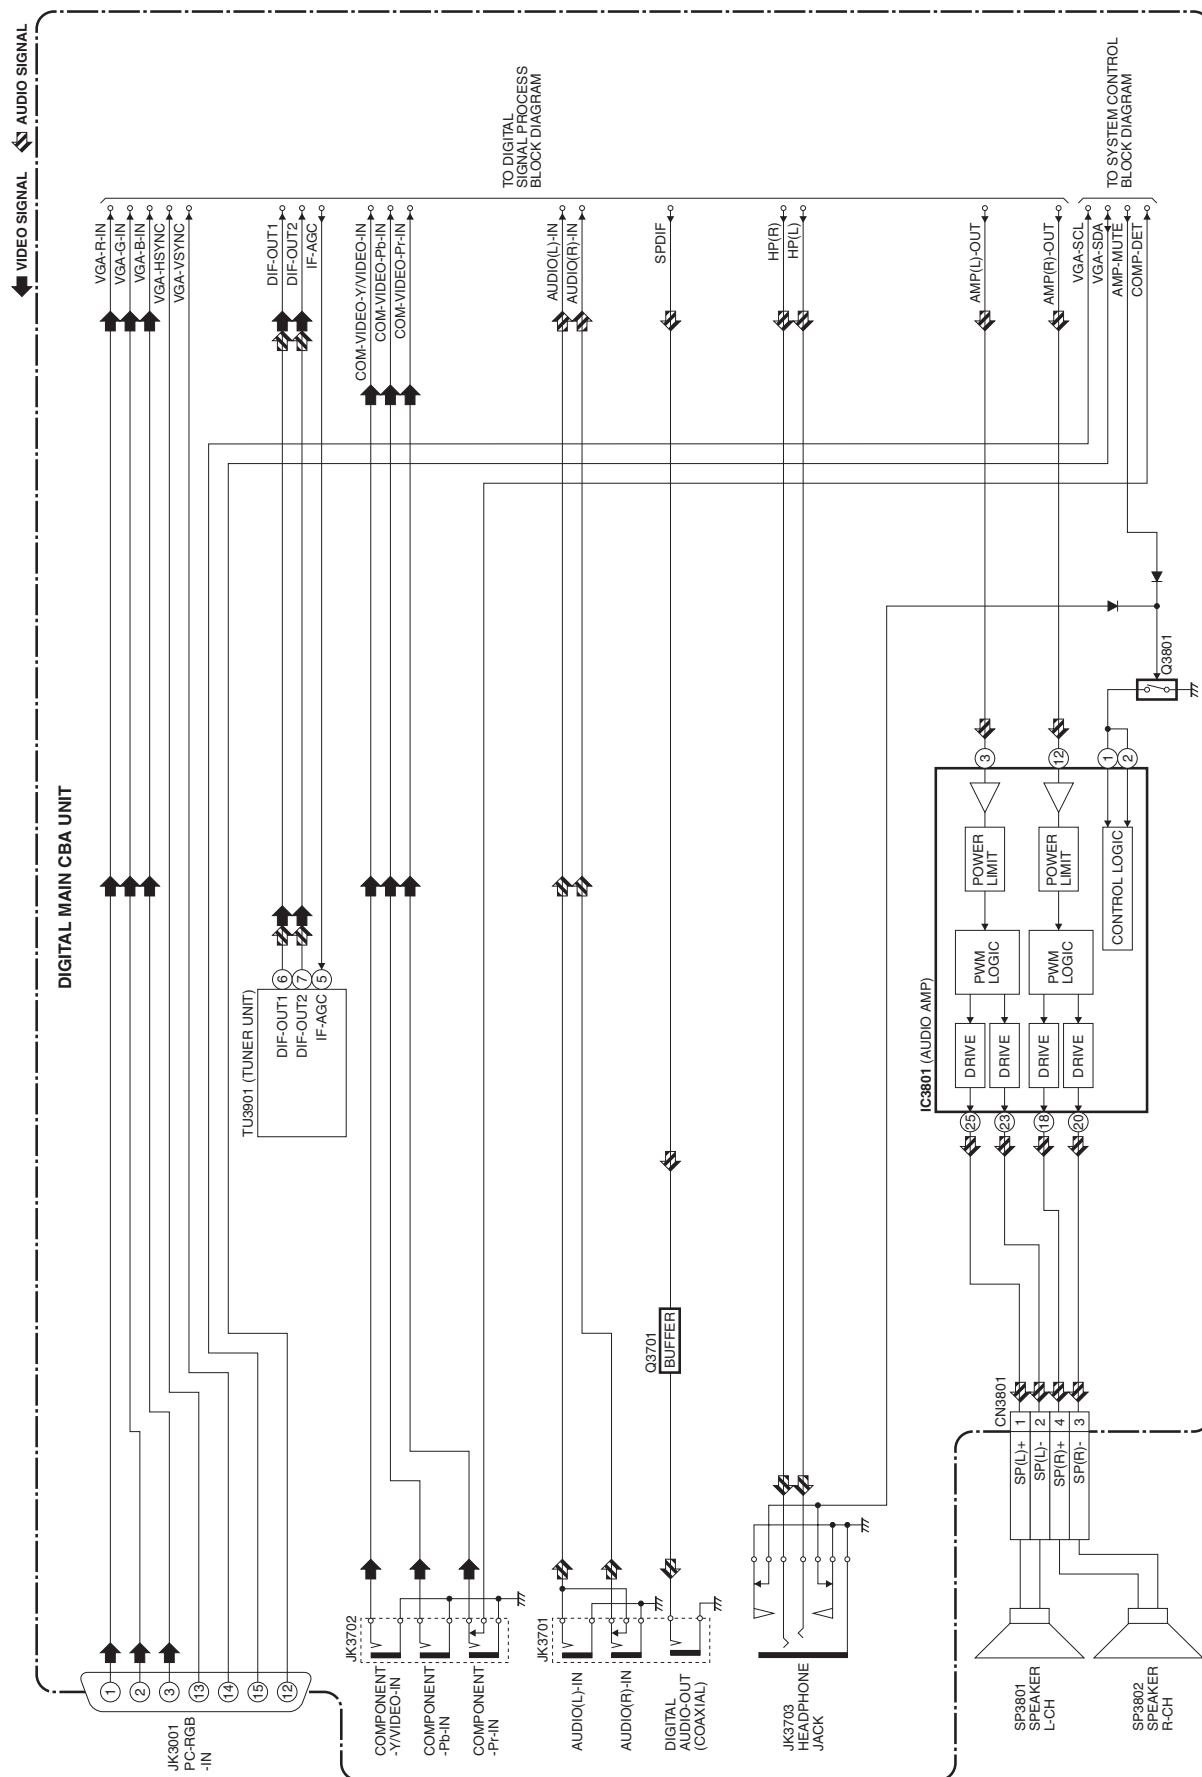 VIDEO SIGNAL
AUDIO SIGNAL
DIGITAL MAIN CBA UNIT
JK3001
PC-RGB
-IN
1
2
3
13
14
15
12
VGA-R-IN
VGA-G-IN
VGA-B-IN
VGA-HSYNC
VGA-VSYNC
TU3901 (TUNER UNIT)
DIF-OUT1
DIF-OUT2
IF-AGC
6
7
5
DIF-OUT1
DIF-OUT2
IF-AGC
JK3702
COMPONENT
-Y/VIDEO-IN
COMPONENT
-Pb-IN
COMPONENT
-Pr-IN
COM-VIDEO-Y/VIDEO-IN
COM-VIDEO-Pb-IN
COM-VIDEO-Pr-IN
TO DIGITAL
SIGNAL PROCESS
BLOCK DIAGRAM
JK3701
AUDIO(L)-IN
AUDIO(R)-IN
DIGITAL
AUDIO-OUT
(COAXIAL)
AUDIO(L)-IN
AUDIO(R)-IN
Q3701
BUFFER
SPDIF
JK3703
HEADPHONE
JACK
HP(R)
HP(L)
AMP(L)-OUT
AMP(R)-OUT
VGA-SCL
VGA-SDA
AMP-MUTE
COMP-DET
TO SYSTEM CONTROL
BLOCK DIAGRAM
Q3801
IC3801 (AUDIO AMP)
25
23
18
20
DRIVE
DRIVE
DRIVE
DRIVE
PWM
LOGIC
PWM
LOGIC
POWER
LIMIT
POWER
LIMIT
CONTROL LOGIC
3
12
1
2
CN3801
SP(L)+
1
SP(L)-
2
SP(R)+
4
SP(R)-
3
SP3801
SPEAKER
L-CH
SP3802
SPEAKER
R-CH